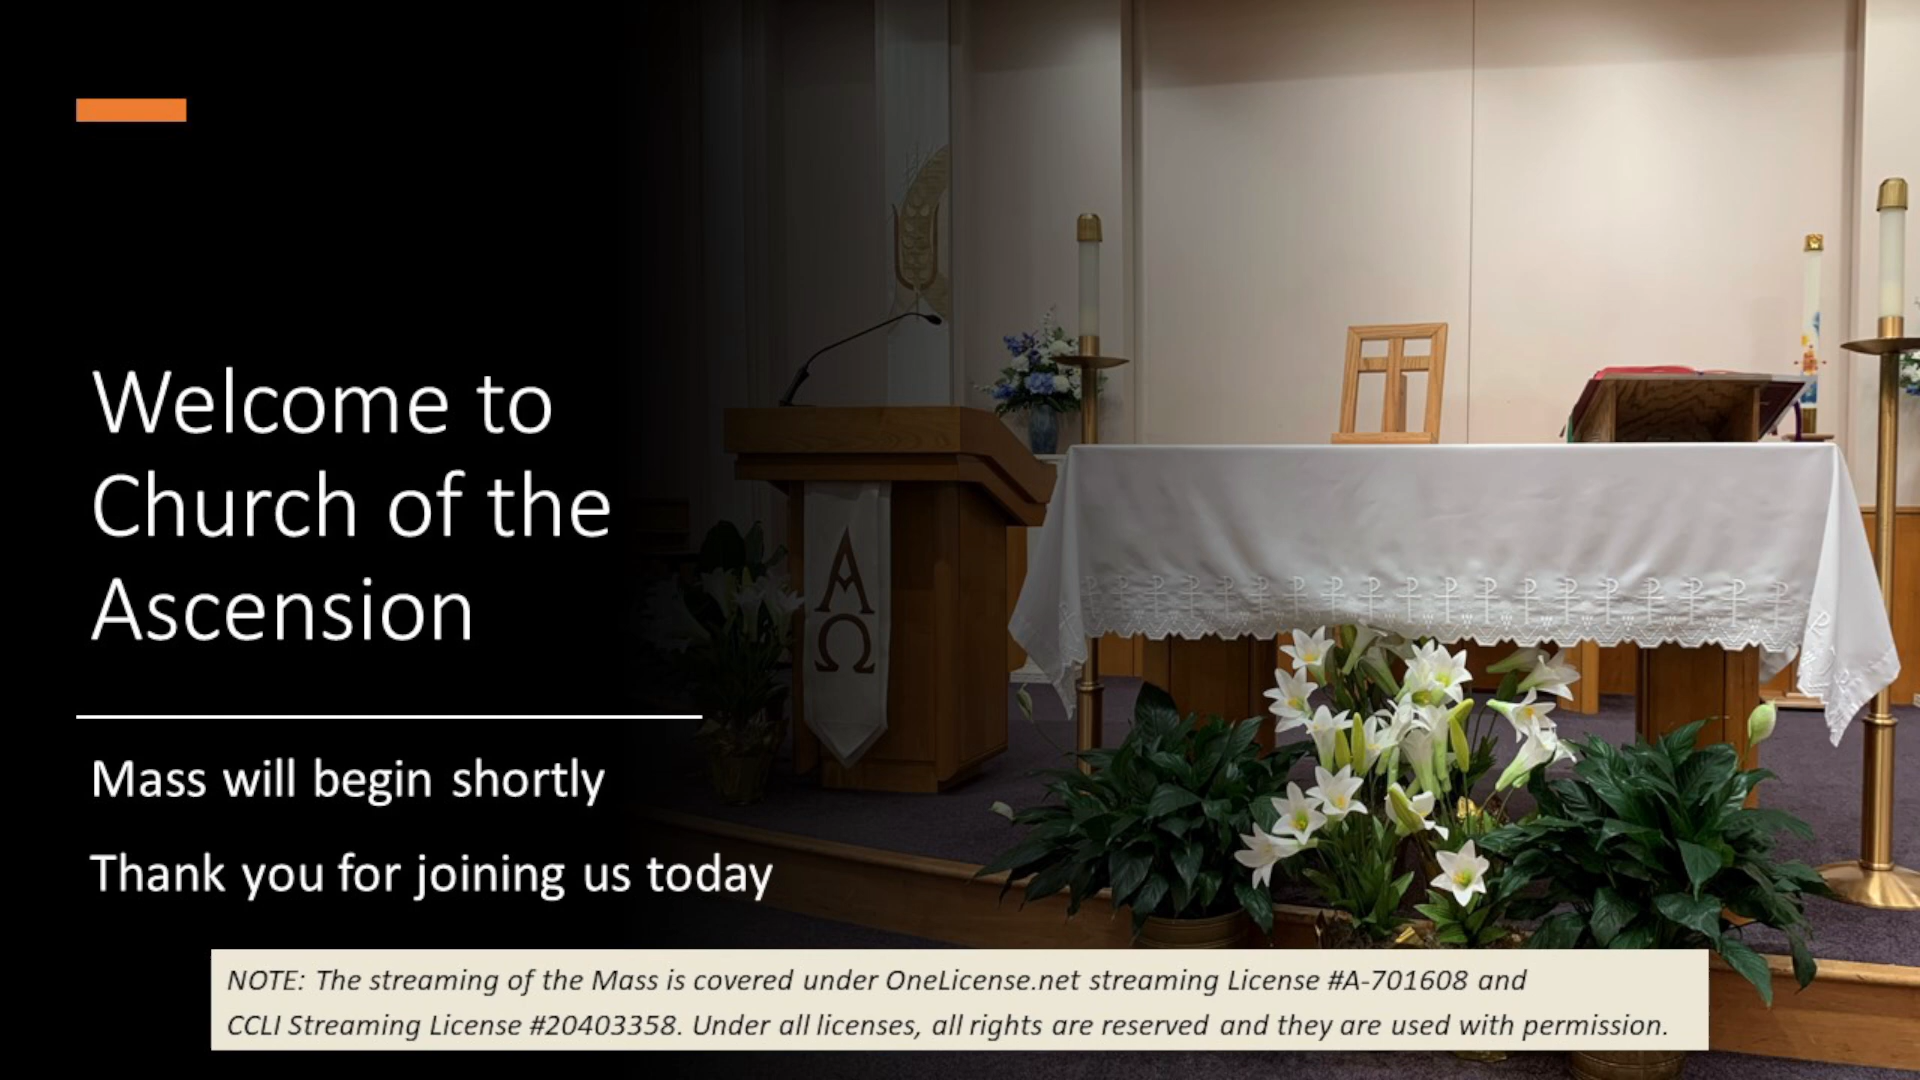 Welcome to
Church of the
Ascension
Mass will begin shortly
Thank you for joining us today
ΑΩ
NOTE: The streaming of the Mass is covered under OneLicense.net streaming License #A-701608 and
CCLI Streaming License #20403358. Under all licenses, all rights are reserved and they are used with permission.